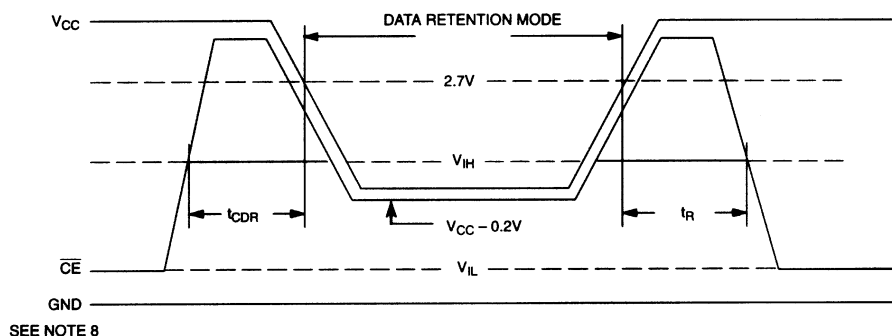 DATA RETENTION MODE
VCC
2.7V
VIH
tCDR
tR
VCC – 0.2V
CE
VIL
GND
SEE NOTE 8